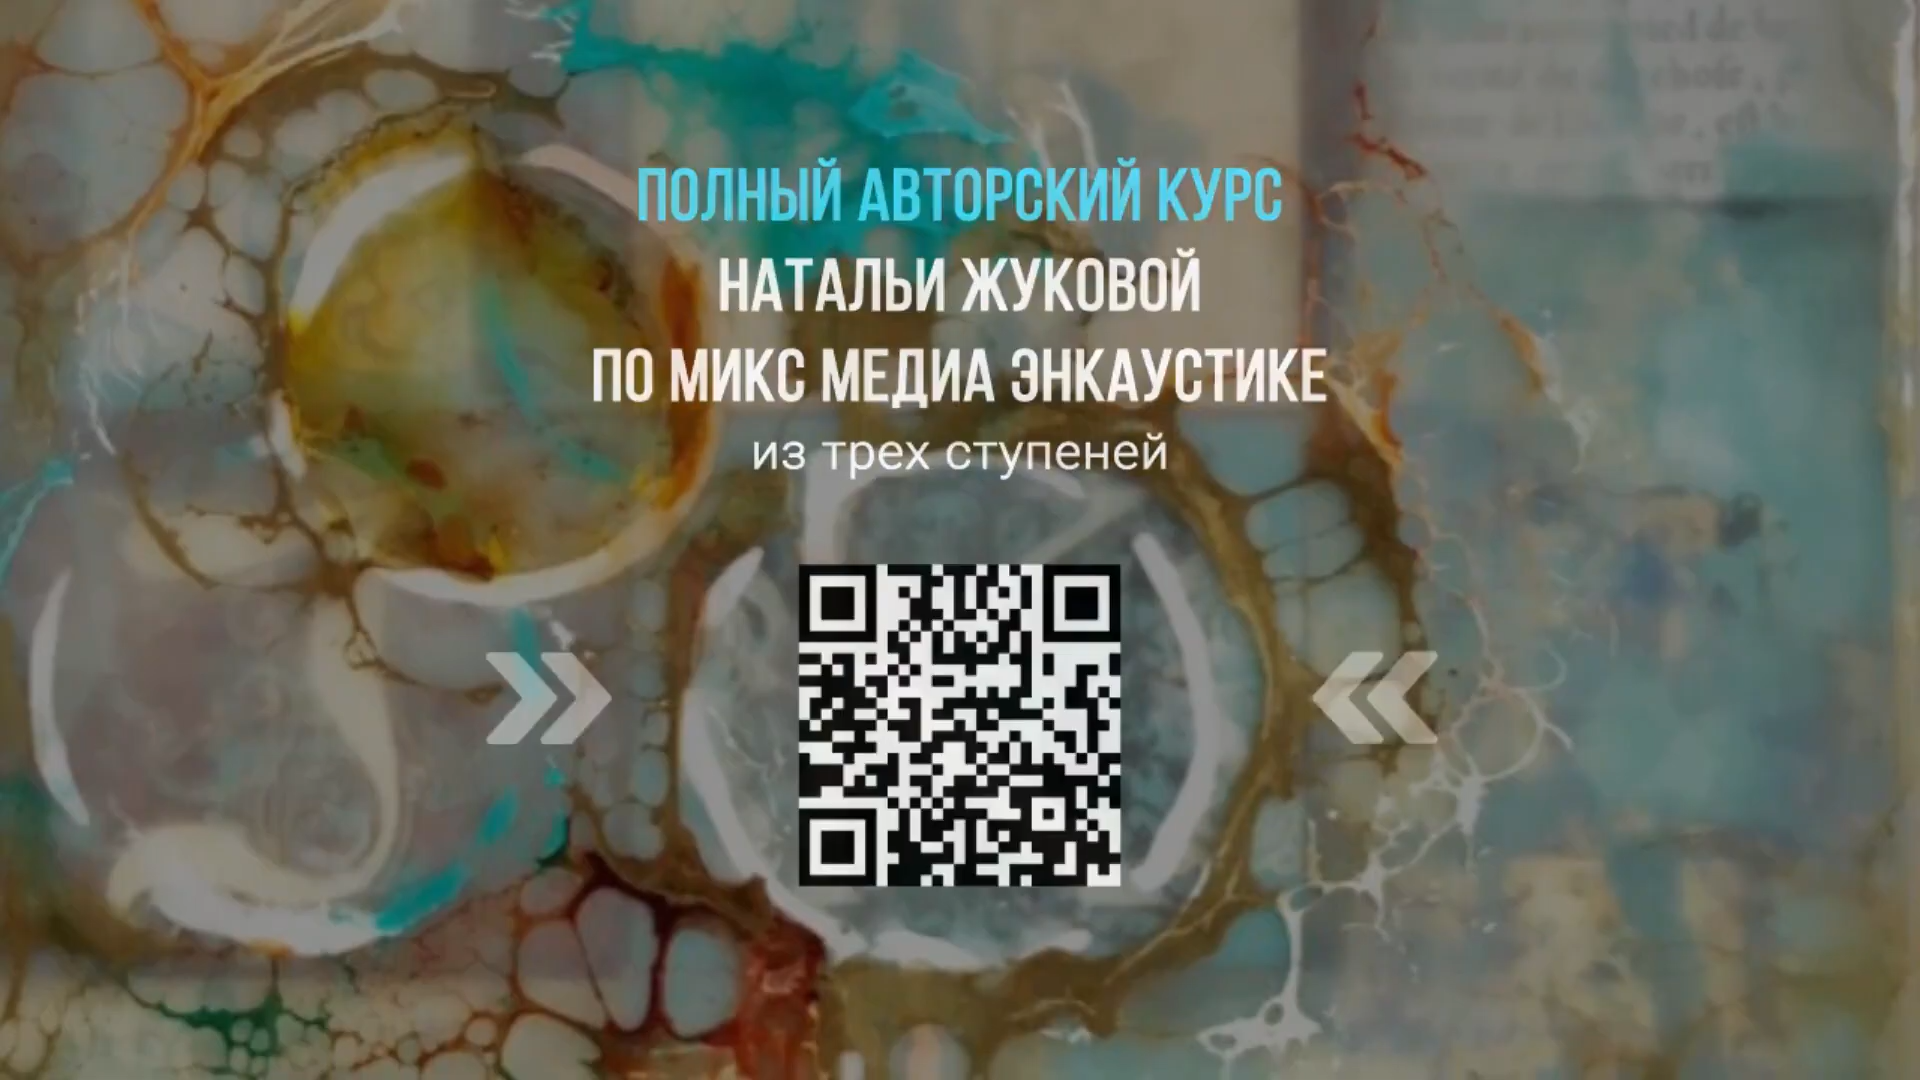 ПОЛНЫЙ АВТОРСКИЙ КУРС
НАТАЛЬИ ЖУКОВОЙ
ПО МИКС МЕДИА ЭНКАУСТИКЕ
из трех ступеней